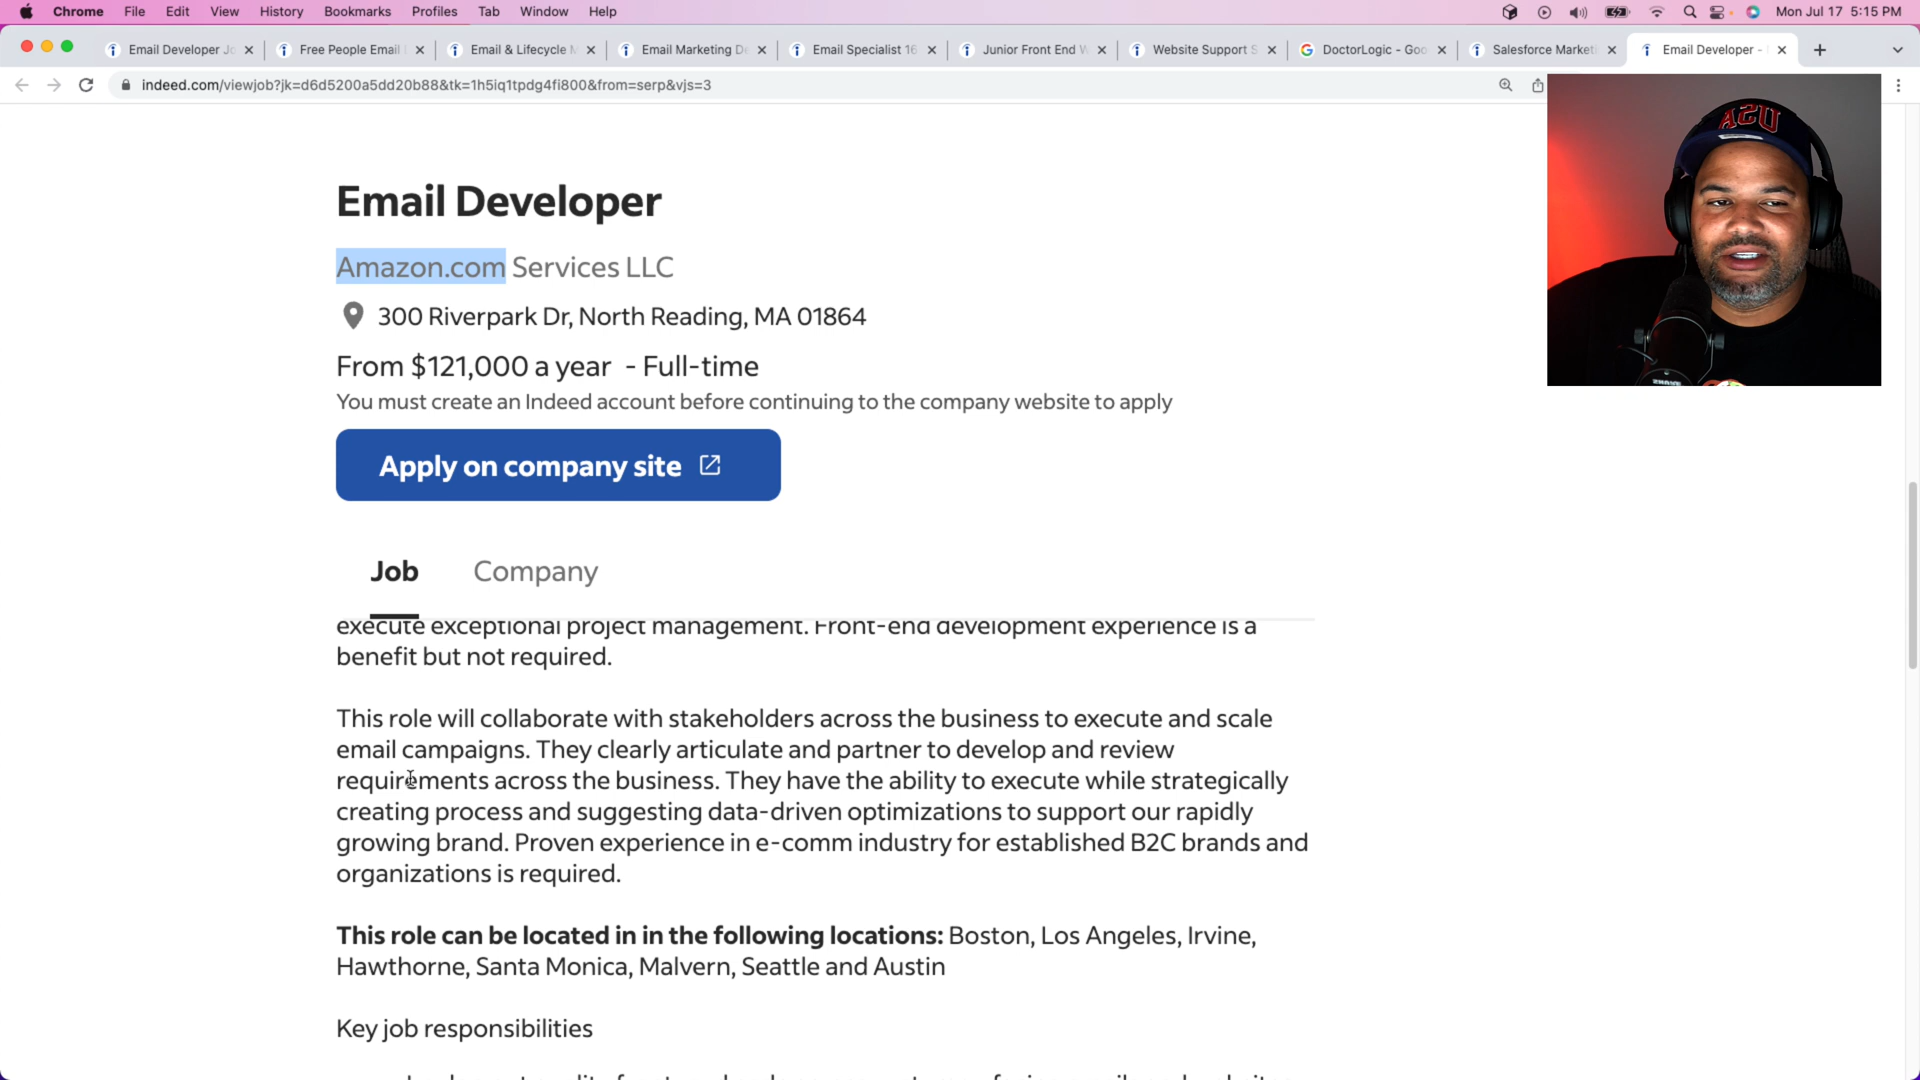 Chrome File Edit View History Bookmarks Profiles Tab Window Help Mon Jul 17 5:15 PM
Email Developer Jo Free People Email Email & Lifecycle M Email Marketing De Email Specialist 16 Junior Front End W Website Support S DoctorLogic - Goo Salesforce Market Email Developer -
indeed.com/viewjob?jk=d6d5200a5dd20b88&tk=1h5iq1tpdg4fi800&from=serp&vjs=3
USA
Email Developer
Amazon.com Services LLC
300 Riverpark Dr, North Reading, MA 01864
From $121,000 a year - Full-time
You must create an Indeed account before continuing to the company website to apply
Apply on company site
Job Company
execute exceptional project management. Front-end development experience is a
benefit but not required.
This role will collaborate with stakeholders across the business to execute and scale
email campaigns. They clearly articulate and partner to develop and review
requirements across the business. They have the ability to execute while strategically
creating process and suggesting data-driven optimizations to support our rapidly
growing brand. Proven experience in e-comm industry for established B2C brands and
organizations is required.
This role can be located in in the following locations: Boston, Los Angeles, Irvine,
Hawthorne, Santa Monica, Malvern, Seattle and Austin
Key job responsibilities